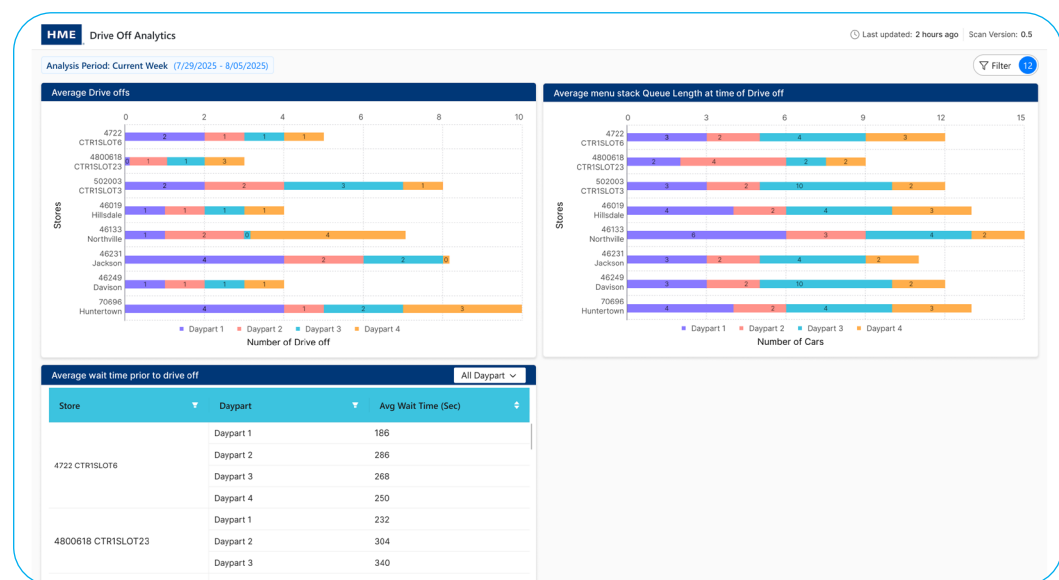 HME Drive Off Analytics
Last updated: 2 hours ago Scan Version: 0.5
Analysis Period: Current Week (7/29/2025 - 8/05/2025)
Filter 12
Average Drive offs
0 2 4 6 8 10
Stores
4722
CTR1SLOT6
2 1 1 1
4800618
CTR1SLOT23
0 1 1 3
502003
CTR1SLOT3
2 2 3 1
46019
Hillsdale
1 1 1 1
46133
Northville
1 2 0 4
46231
Jackson
4 2 2 0
46249
Davison
1 1 1 1
70696
Huntertown
4 1 2 3
Daypart 1 Daypart 2 Daypart 3 Daypart 4
Number of Drive off
Average menu stack Queue Length at time of Drive off
0 3 6 9 12 15
Stores
4722
CTR1SLOT6
3 2 4 3
4800618
CTR1SLOT23
2 4 2 2
502003
CTR1SLOT3
3 2 10 2
46019
Hillsdale
4 2 4 3
46133
Northville
6 3 4 2
46231
Jackson
3 2 4 2
46249
Davison
3 2 10 2
70696
Huntertown
4 2 4 3
Daypart 1 Daypart 2 Daypart 3 Daypart 4
Number of Cars
Average wait time prior to drive off All Daypart
Store Daypart Avg Wait Time (Sec)
4722 CTR1SLOT6
Daypart 1 186
Daypart 2 286
Daypart 3 268
Daypart 4 250
4800618 CTR1SLOT23
Daypart 1 232
Daypart 2 304
Daypart 3 340